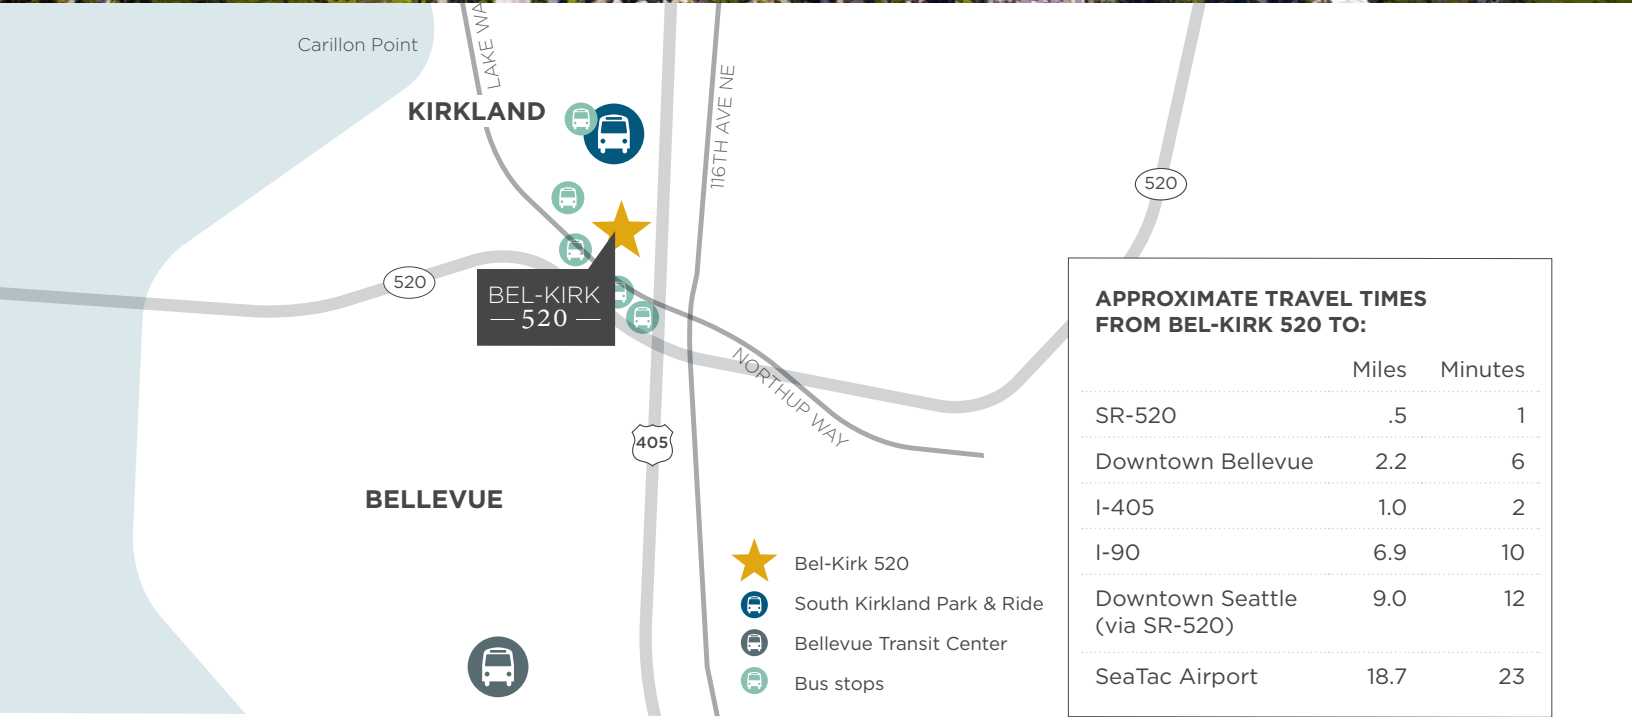 Carillon Point
LAKE WA
KIRKLAND
116TH AVE NE
520
520
BEL-KIRK
520
NORTHUP WAY
405
BELLEVUE
Bel-Kirk 520
South Kirkland Park & Ride
Bellevue Transit Center
Bus stops
APPROXIMATE TRAVEL TIMES
FROM BEL-KIRK 520 TO:
Miles Minutes
SR-520 .5 1
Downtown Bellevue 2.2 6
I-405 1.0 2
I-90 6.9 10
Downtown Seattle 9.0 12
(via SR-520)
SeaTac Airport 18.7 23